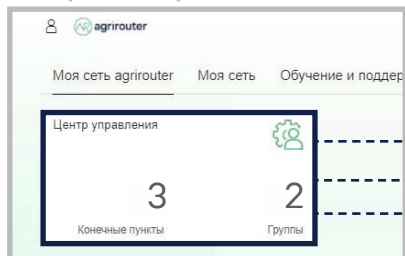 agrirouter
Моя сеть agrirouter Моя сеть Обучение и поддер
Центр управления
3 2
Конечные пункты Группы